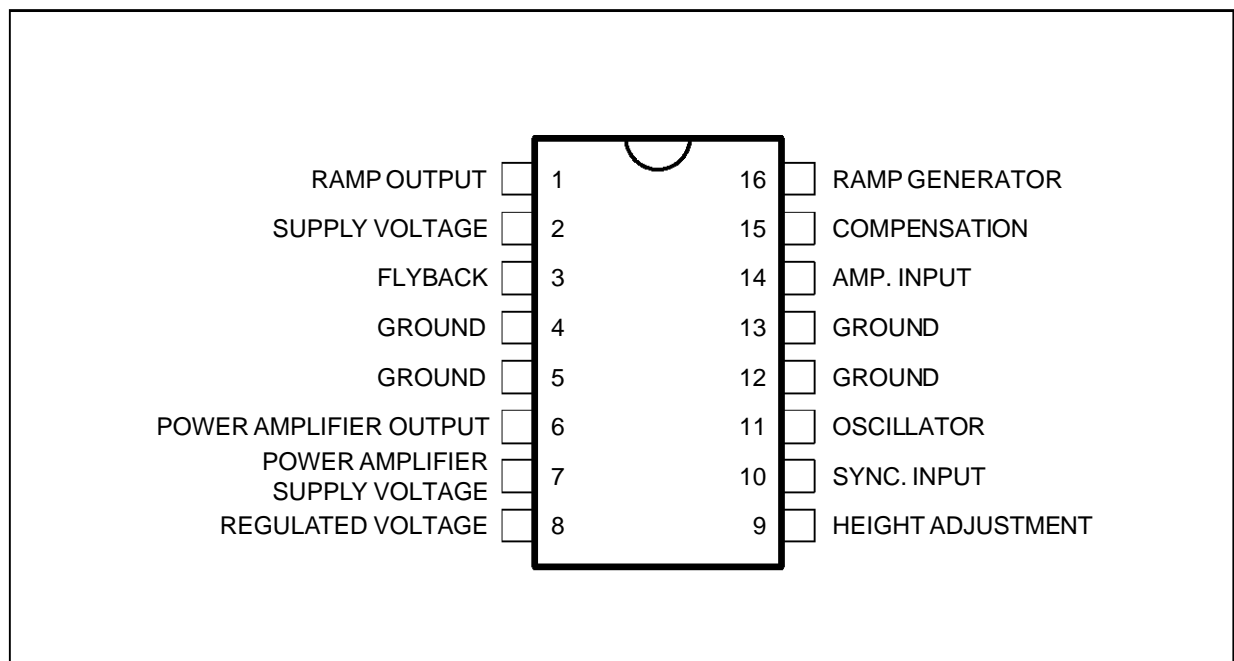 RAMP OUTPUT 1 16 RAMP GENERATOR
SUPPLY VOLTAGE 2 15 COMPENSATION
FLYBACK 3 14 AMP. INPUT
GROUND 4 13 GROUND
GROUND 5 12 GROUND
POWER AMPLIFIER OUTPUT 6 11 OSCILLATOR
POWER AMPLIFIER
SUPPLY VOLTAGE 7 10 SYNC. INPUT
REGULATED VOLTAGE 8 9 HEIGHT ADJUSTMENT